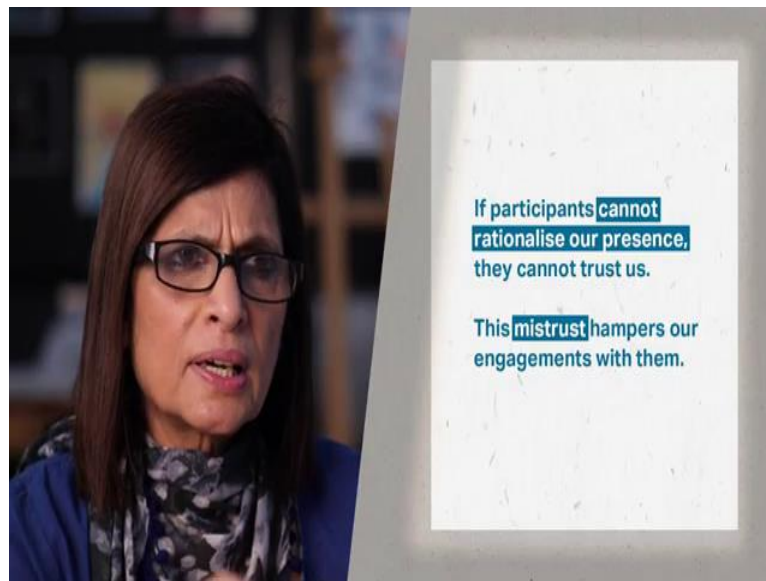 If participants cannot
rationalise our presence,
they cannot trust us.
This mistrust hampers our
engagements with them.